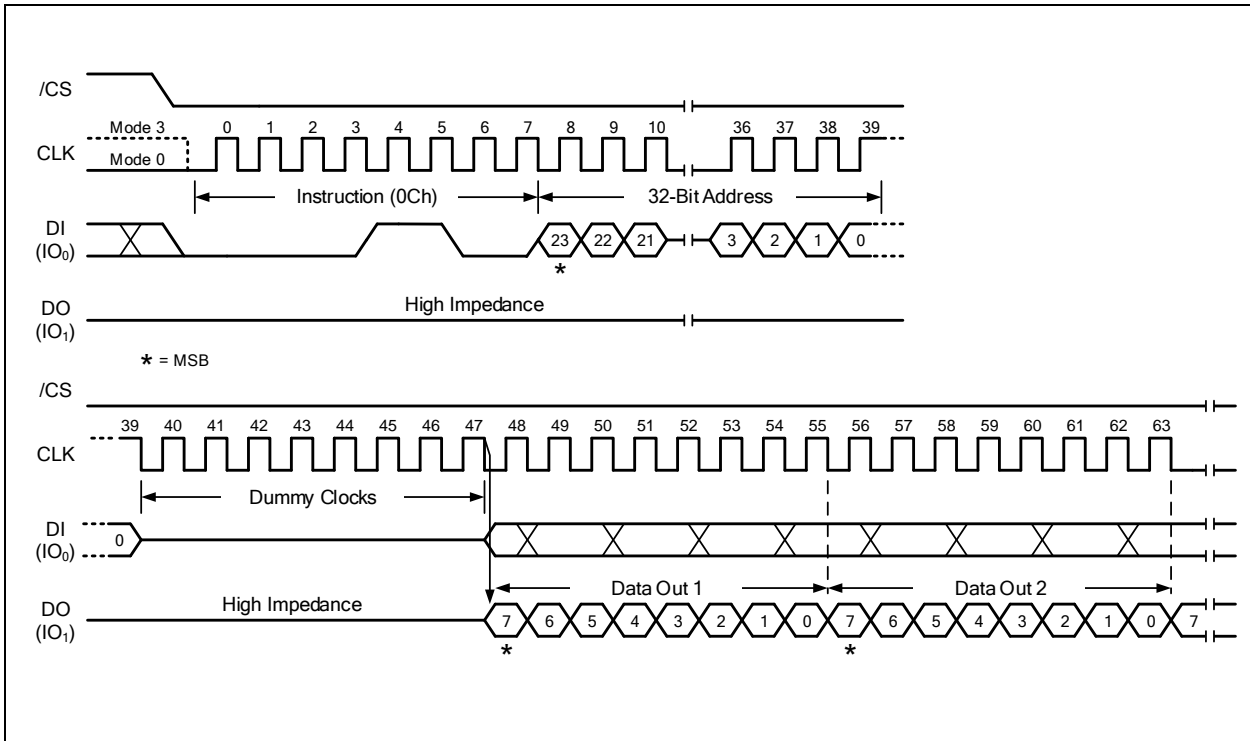 /CS
Mode 3 0 1 2 3 4 5 6 7 8 9 10 36 37 38 39
CLK
Mode 0
Instruction (0Ch) 32-Bit Address
DI
(IO₀)
23 22 21 3 2 1 0
*
DO
(IO₁)
High Impedance
* = MSB
/CS
39 40 41 42 43 44 45 46 47 48 49 50 51 52 53 54 55 56 57 58 59 60 61 62 63
CLK
Dummy Clocks
DI
(IO₀)
0
Data Out 1 Data Out 2
DO
(IO₁)
High Impedance
7 6 5 4 3 2 1 0 7 6 5 4 3 2 1 0 7
* *